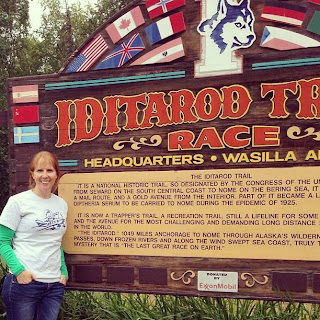 IDITAROD TR
RACE
HEADQUARTERS · WASILLA A
THE IDITAROD TRAIL
IT IS A NATIONAL HISTORIC TRAIL, SO DESIGNATED BY THE CONGRESS OF THE UN
FROM SEWARD ON THE SOUTH CENTRAL COAST TO NOME ON THE BERING SEA, IT
A MAIL ROUTE, AND A GOLD FROM THE INTERIOR. PART OF IT BECAME A L
DIPTHERIA SERUM TO BE CARRIED TO NOME DURING THE EPIDEMIC OF 1925.
IT IS NOW A TRAPPER'S TRAIL, A RECREATION TRAIL, STILL A LIFELINE FOR SOME
AND THE AVENUE FOR THE MOST CHALLENGING AND DEMANDING LONG DISTANCE
IN THE WORLD.
"THE IDITAROD": 1049 MILES ANCHORAGE TO NOME THROUGH ALASKA'S WILDERN
PASSES, DOWN FROZEN RIVERS AND ALONG THE WIND SWEPT SEA COAST, TRULY
MYSTERY THAT IS "THE LAST GREAT RACE ON EARTH"
DONATED
BY
ExxonMobil